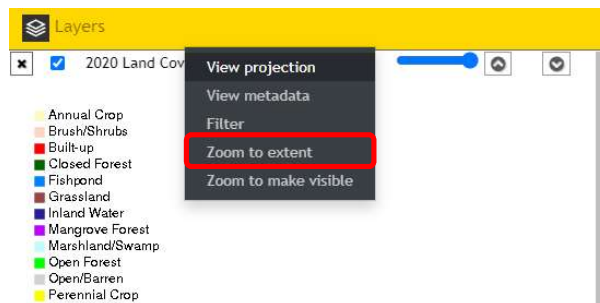 Layers
2020 Land Cov
View projection
View metadata
Filter
Zoom to extent
Zoom to make visible
Annual Crop
Brush/Shrubs
Built-up
Closed Forest
Fishpond
Grassland
Inland Water
Mangrove Forest
Marshland/Swamp
Open Forest
Open/Barren
Perennial Crop